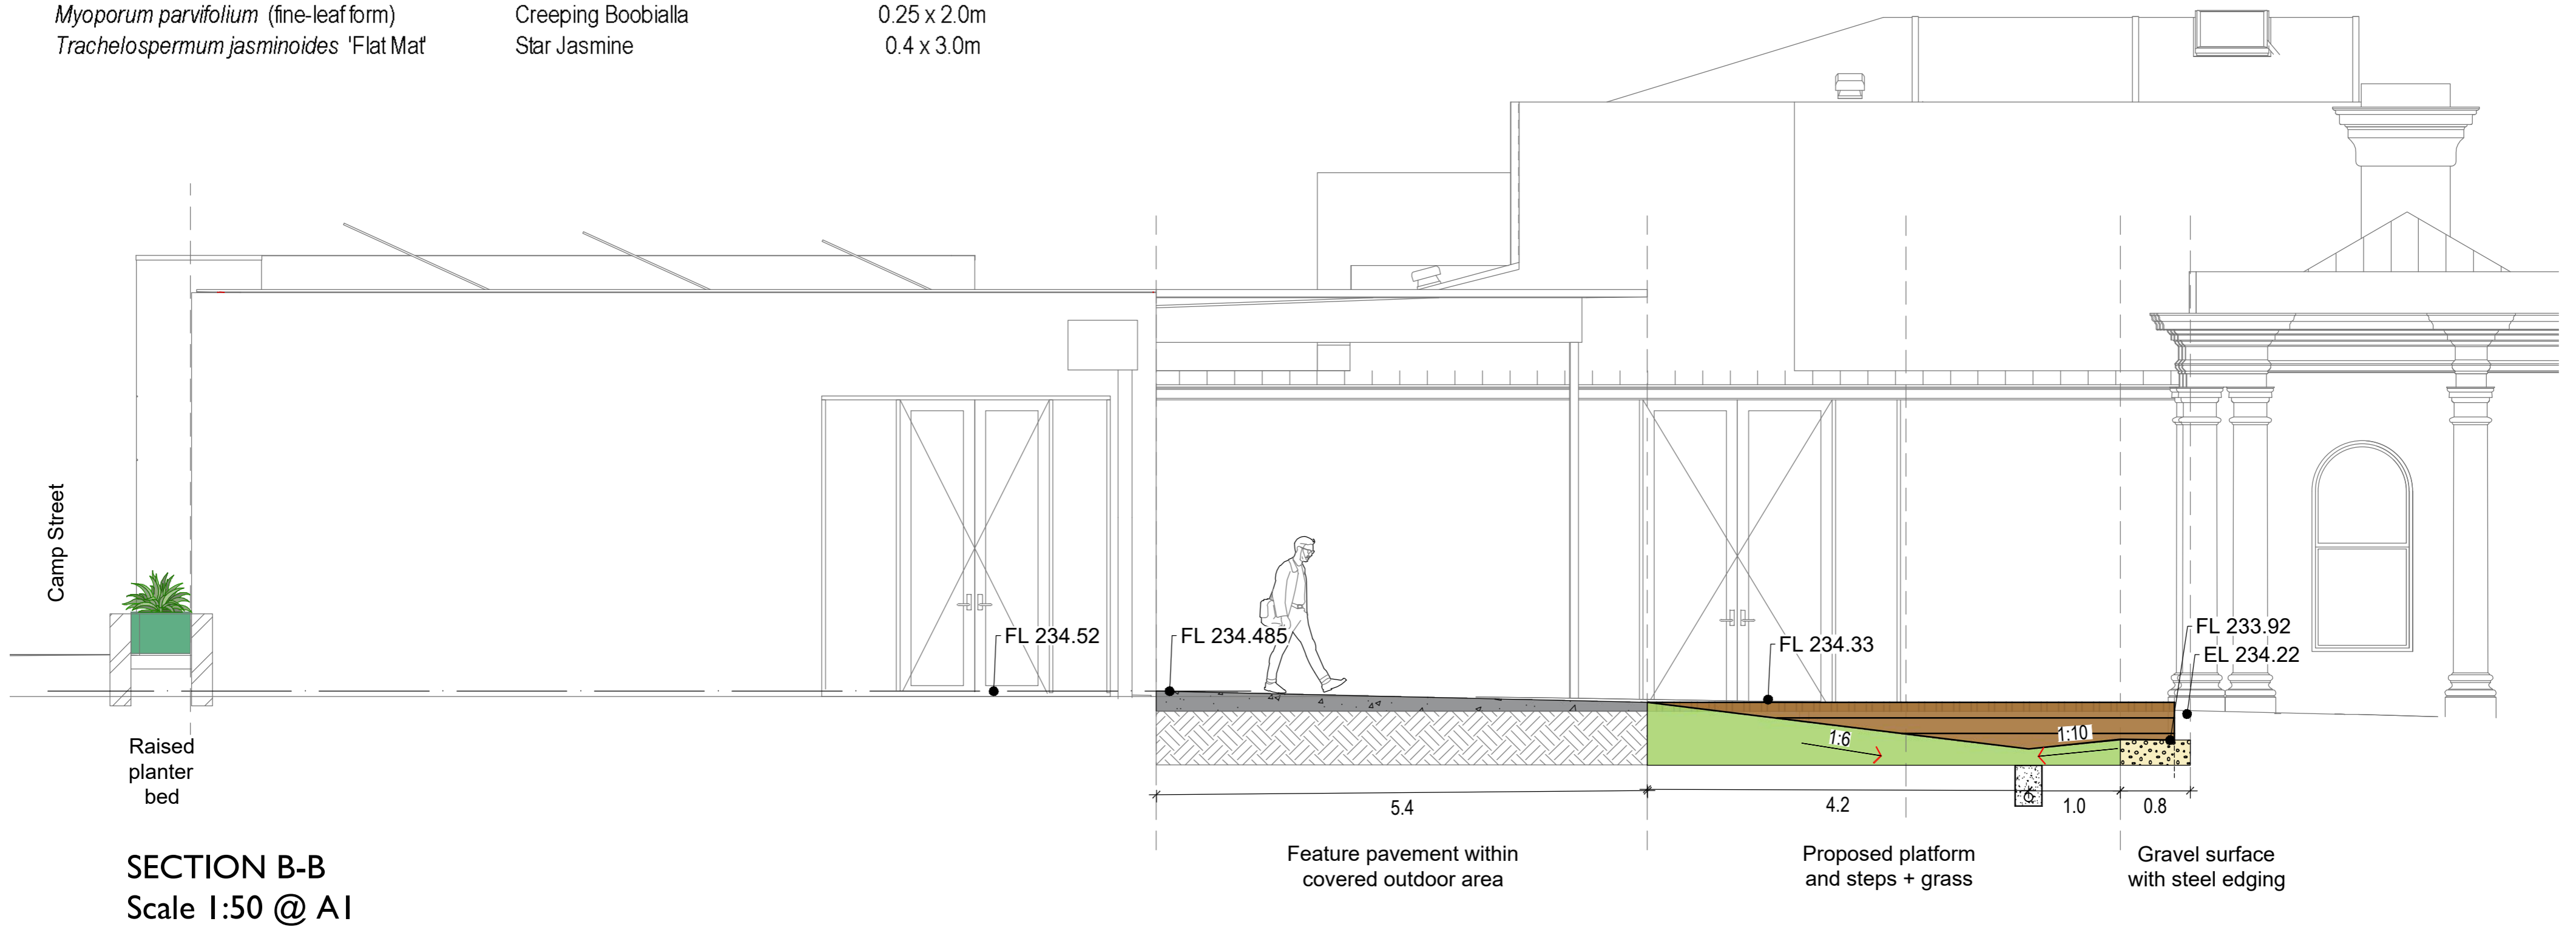 Myoporum parvifolium (fine-leaf form) Creeping Boobialla 0.25 x 2.0m
Trachelospermum jasminoides 'Flat Mat' Star Jasmine 0.4 x 3.0m
Camp Street
FL 234.52
FL 234.485
FL 234.33
FL 233.92
EL 234.22
1:6
1:10
Raised
planter
bed
5.4
4.2
1.0
0.8
Feature pavement within
covered outdoor area
Proposed platform
and steps + grass
Gravel surface
with steel edging
SECTION B-B
Scale 1:50 @ A1